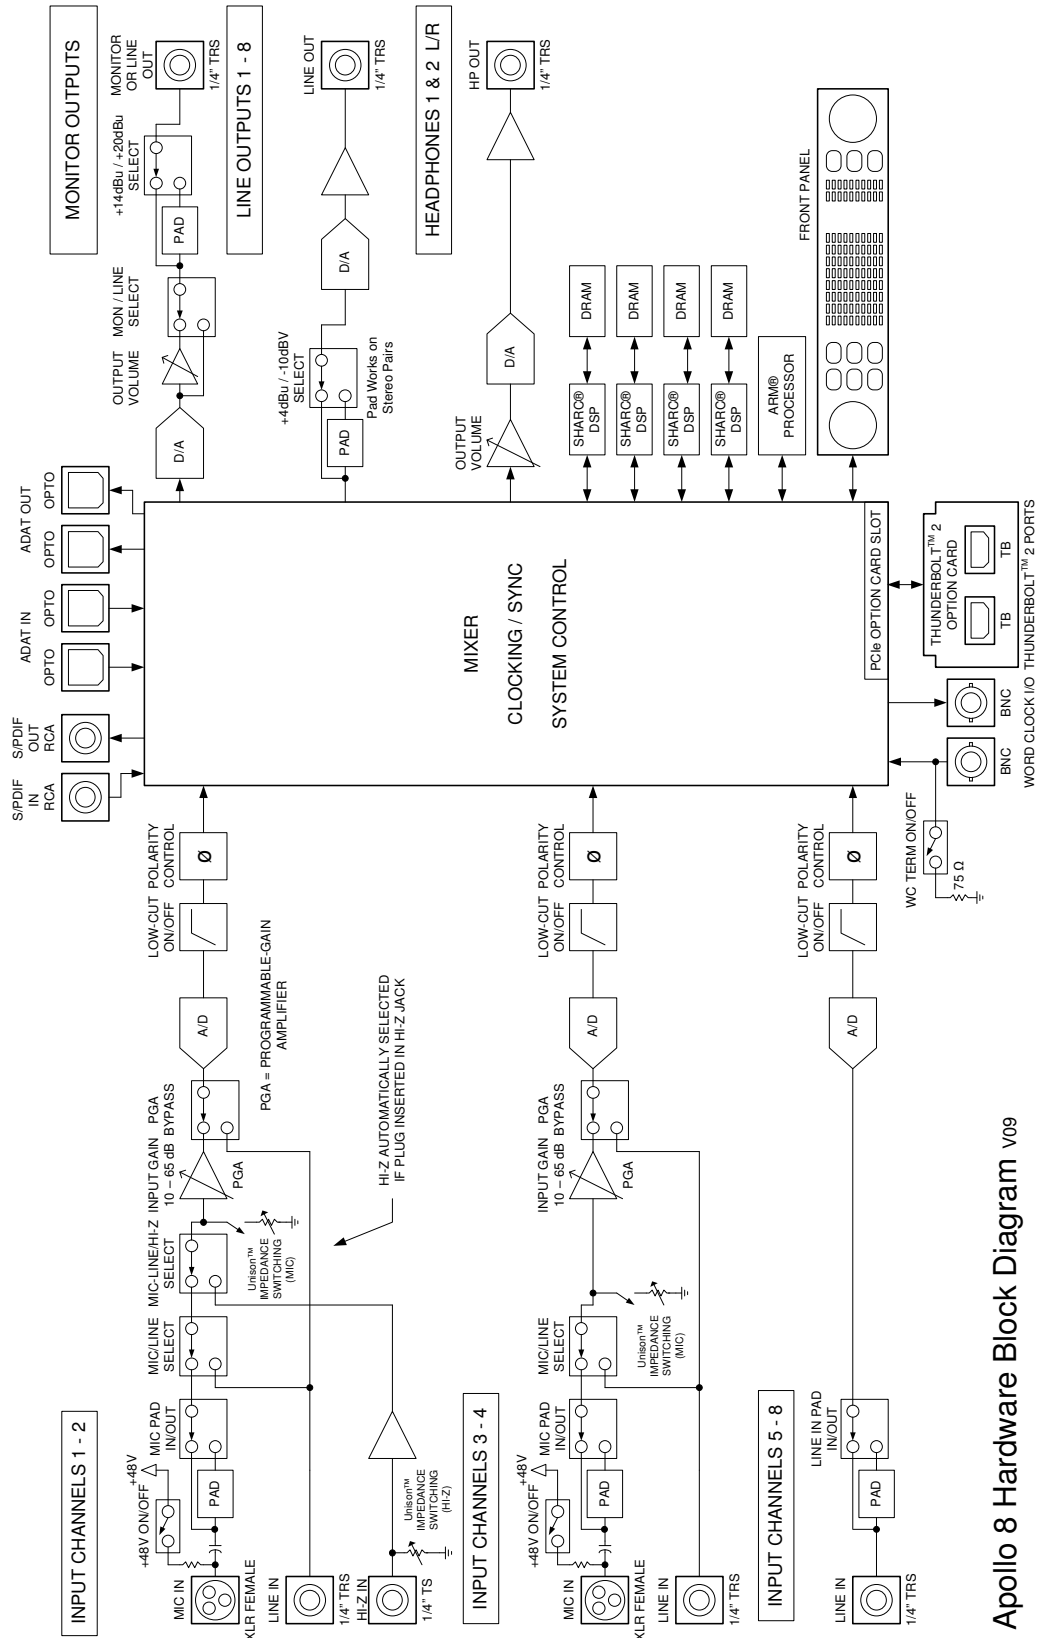 INPUT CHANNELS 1 - 2
+48V ON/OFF
+48V
MIC PAD
IN/OUT
MIC/LINE
SELECT
MIC-LINE/HI-Z
SELECT
INPUT GAIN
10 – 65 dB
PGA
BYPASS
LOW-CUT
ON/OFF
POLARITY
CONTROL
MIC IN
XLR FEMALE
PAD
Unison™
IMPEDANCE
SWITCHING
(MIC)
PGA
A/D
Ø
PGA = PROGRAMMABLE-GAIN
AMPLIFIER
LINE IN
1/4" TRS
HI-Z IN
1/4" TS
Unison™
IMPEDANCE
SWITCHING
(HI-Z)
HI-Z AUTOMATICALLY SELECTED
IF PLUG INSERTED IN HI-Z JACK
INPUT CHANNELS 3 - 4
+48V ON/OFF
+48V
MIC PAD
IN/OUT
MIC/LINE
SELECT
INPUT GAIN
10 – 65 dB
PGA
BYPASS
LOW-CUT
ON/OFF
POLARITY
CONTROL
MIC IN
XLR FEMALE
PAD
Unison™
IMPEDANCE
SWITCHING
(MIC)
PGA
A/D
Ø
LINE IN
1/4" TRS
INPUT CHANNELS 5 - 8
LINE IN PAD
IN/OUT
LOW-CUT
ON/OFF
POLARITY
CONTROL
LINE IN
1/4" TRS
PAD
A/D
Ø
S/PDIF
IN
RCA
S/PDIF
OUT
RCA
ADAT IN
OPTO
OPTO
ADAT OUT
OPTO
OPTO
MIXER
CLOCKING / SYNC
SYSTEM CONTROL
PCIe OPTION CARD SLOT
WC TERM ON/OFF
75 Ω
BNC
BNC
WORD CLOCK I/O
THUNDERBOLT™ 2
OPTION CARD
TB
TB
THUNDERBOLT™ 2 PORTS
MONITOR OUTPUTS
OUTPUT
VOLUME
MON / LINE
SELECT
+14dBu / +20dBu
SELECT
MONITOR
OR LINE
OUT
D/A
PAD
1/4" TRS
LINE OUTPUTS 1 - 8
+4dBu / -10dBV
SELECT
LINE OUT
PAD
Pad Works on
Stereo Pairs
D/A
1/4" TRS
HEADPHONES 1 & 2 L/R
OUTPUT
VOLUME
HP OUT
D/A
1/4" TRS
SHARC®
DSP
DRAM
SHARC®
DSP
DRAM
SHARC®
DSP
DRAM
SHARC®
DSP
DRAM
ARM®
PROCESSOR
FRONT PANEL
Apollo 8 Hardware Block Diagram V09